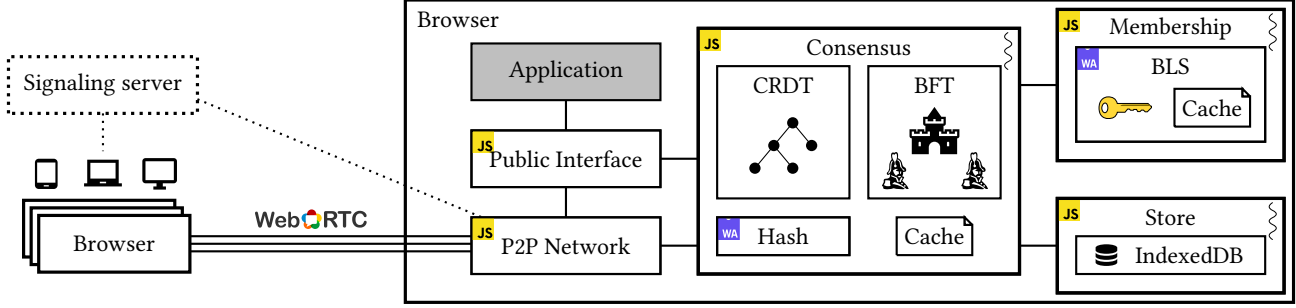 Browser
Signaling server
Application
JS
Public Interface
JS
P2P Network
WebRTC
Browser
JS
Consensus
CRDT
BFT
WA
Hash
Cache
JS
Membership
WA
BLS
Cache
JS
Store
IndexedDB